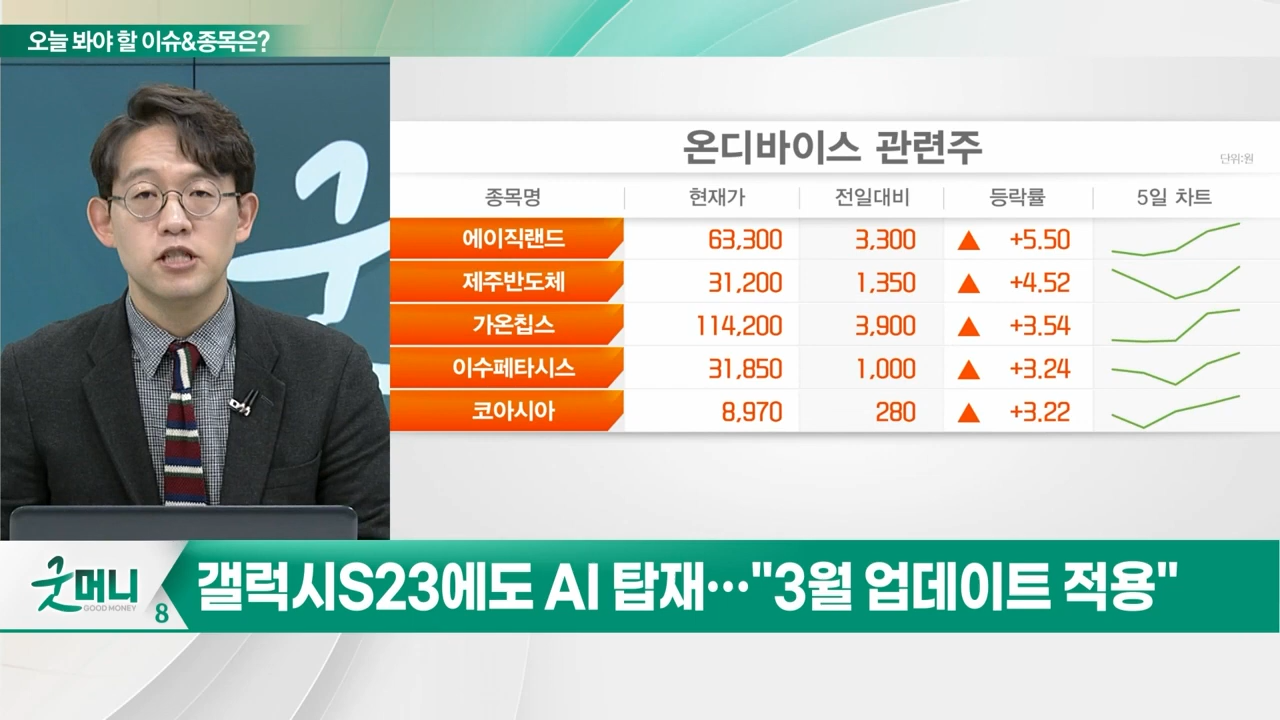 오늘 봐야 할 이슈&종목은?
온디바이스 관련주
단위:원
종목명 현재가 전일대비 등락률 5일 차트
에이직랜드 63,300 3,300 ▲ +5.50
제주반도체 31,200 1,350 ▲ +4.52
가온칩스 114,200 3,900 ▲ +3.54
이수페타시스 31,850 1,000 ▲ +3.24
코아시아 8,970 280 ▲ +3.22
굿머니
GOOD MONEY
8
갤럭시S23에도 AI 탑재…"3월 업데이트 적용"